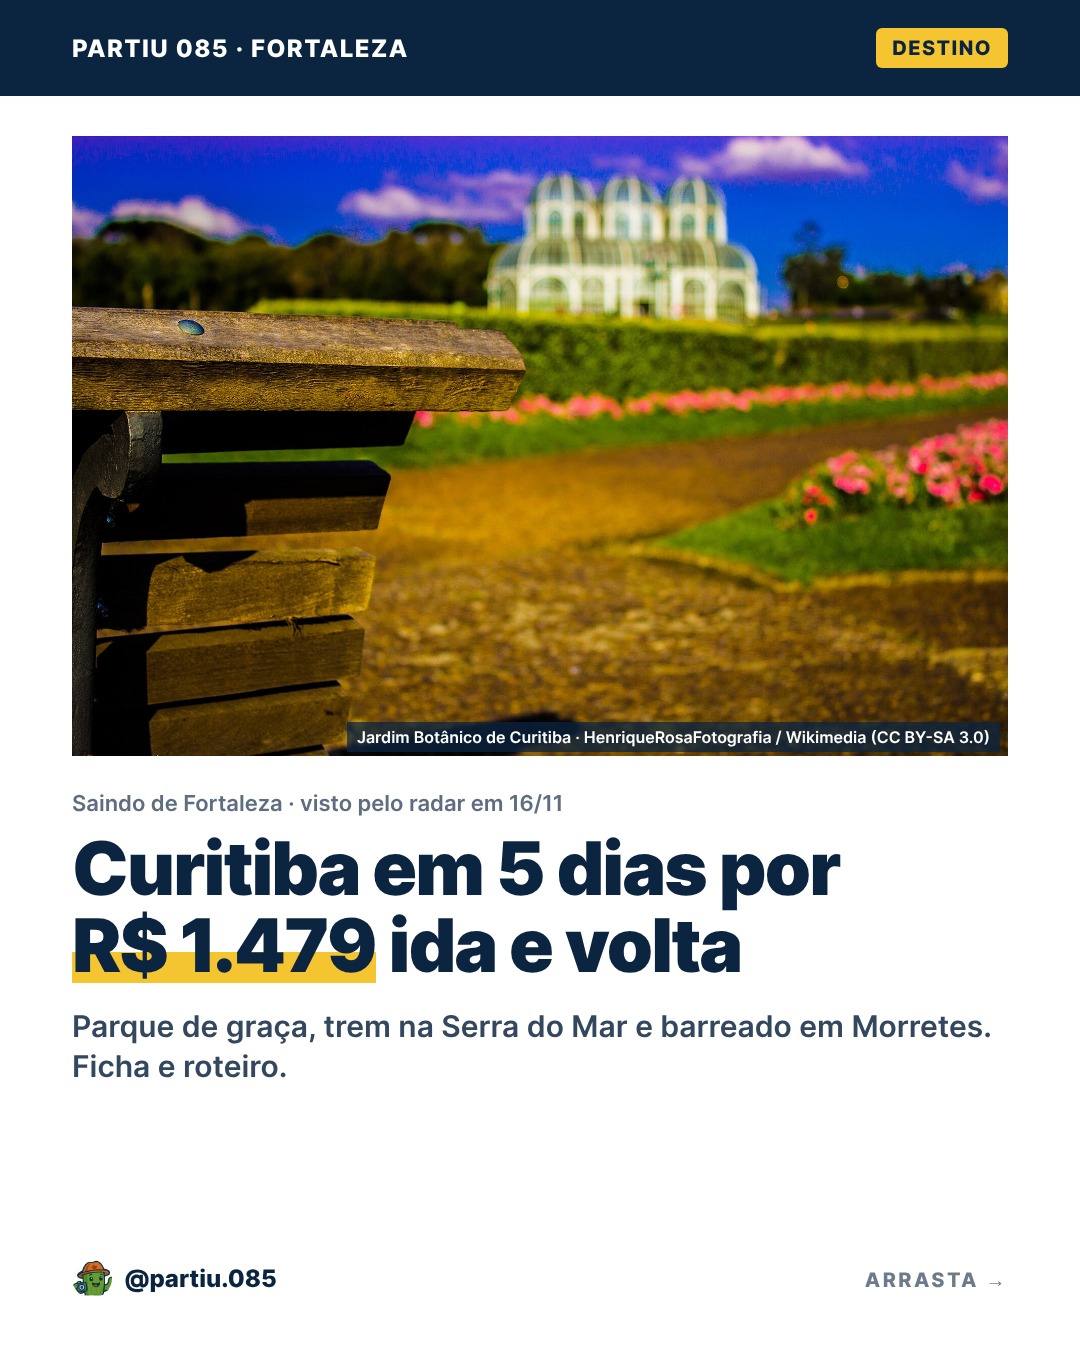 PARTIU 085 · FORTALEZA
DESTINO
Jardim Botânico de Curitiba · HenriqueRosaFotografia / Wikimedia (CC BY-SA 3.0)
Saindo de Fortaleza · visto pelo radar em 16/11
Curitiba em 5 dias por
R$ 1.479 ida e volta
Parque de graça, trem na Serra do Mar e barreado em Morretes.
Ficha e roteiro.
@partiu.085
ARRASTA →